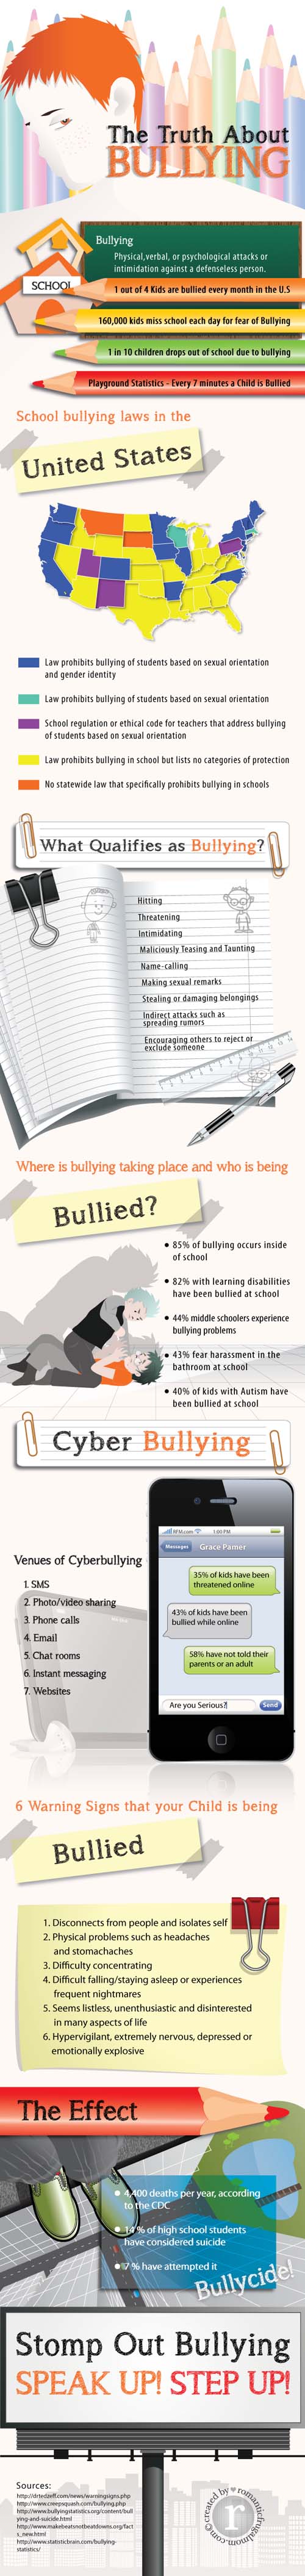 The Truth About
BULLYING
Bullying
Physical,verbal, or psychological attacks or
intimidation against a defenseless person.
SCHOOL
1 out of 4 Kids are bullied every month in the U.S
160,000 kids miss school each day for fear of Bullying
1 in 10 children drops out of school due to bullying
Playground Statistics - Every 7 minutes a Child is Bullied
School bullying laws in the
United States
Law prohibits bullying of students based on sexual orientation
and gender identity
Law prohibits bullying of students based on sexual orientation
School regulation or ethical code for teachers that address bullying
of students based on sexual orientation
Law prohibits bullying in school but lists no categories of protection
No statewide law that specifically prohibits bullying in schools
What Qualifies as Bullying?
Hitting
Threatening
Intimidating
Maliciously Teasing and Taunting
Name-calling
Making sexual remarks
Stealing or damaging belongings
Indirect attacks such as
spreading rumors
Encouraging others to reject or
exclude someone
Where is bullying taking place and who is being
Bullied?
• 85% of bullying occurs inside
of school
• 82% with learning disabilities
have been bullied at school
• 44% middle schoolers experience
bullying problems
• 43% fear harassment in the
bathroom at school
• 40% of kids with Autism have
been bullied at school
Cyber Bullying
Venues of Cyberbullying
1. SMS
2. Photo/video sharing
3. Phone calls
4. Email
5. Chat rooms
6. Instant messaging
7. Websites
1:00 PM
Messages
Grace Pamer
35% of kids have been
threatened online
43% of kids have been
bullied while online
58% have not told their
parents or an adult
Are you Serious?
Send
6 Warning Signs that your Child is being
Bullied
1. Disconnects from people and isolates self
2. Physical problems such as headaches
and stomachaches
3. Difficulty concentrating
4. Difficult falling/staying asleep or experiences
frequent nightmares
5. Seems listless, unenthusiastic and disinterested
in many aspects of life
6. Hypervigilant, extremely nervous, depressed or
emotionally explosive
The Effect
• 4,400 deaths per year, according
to the CDC
• 14 % of high school students
have considered suicide
• 7 % have attempted it
Bullycide!
Stomp Out Bullying
SPEAK UP! STEP UP!
Sources:
http://drtedzeff.com/news/warningsigns.php
http://www.creepsquash.com/bullying.php
http://www.bullyingstatistics.org/content/bull
ying-and-suicide.html
http://www.makebeatsnotbeatdowns.org/fact
s_new.html
http://www.statisticbrain.com/bullying-
statistics/
created by romanticfrugalmom.com
r